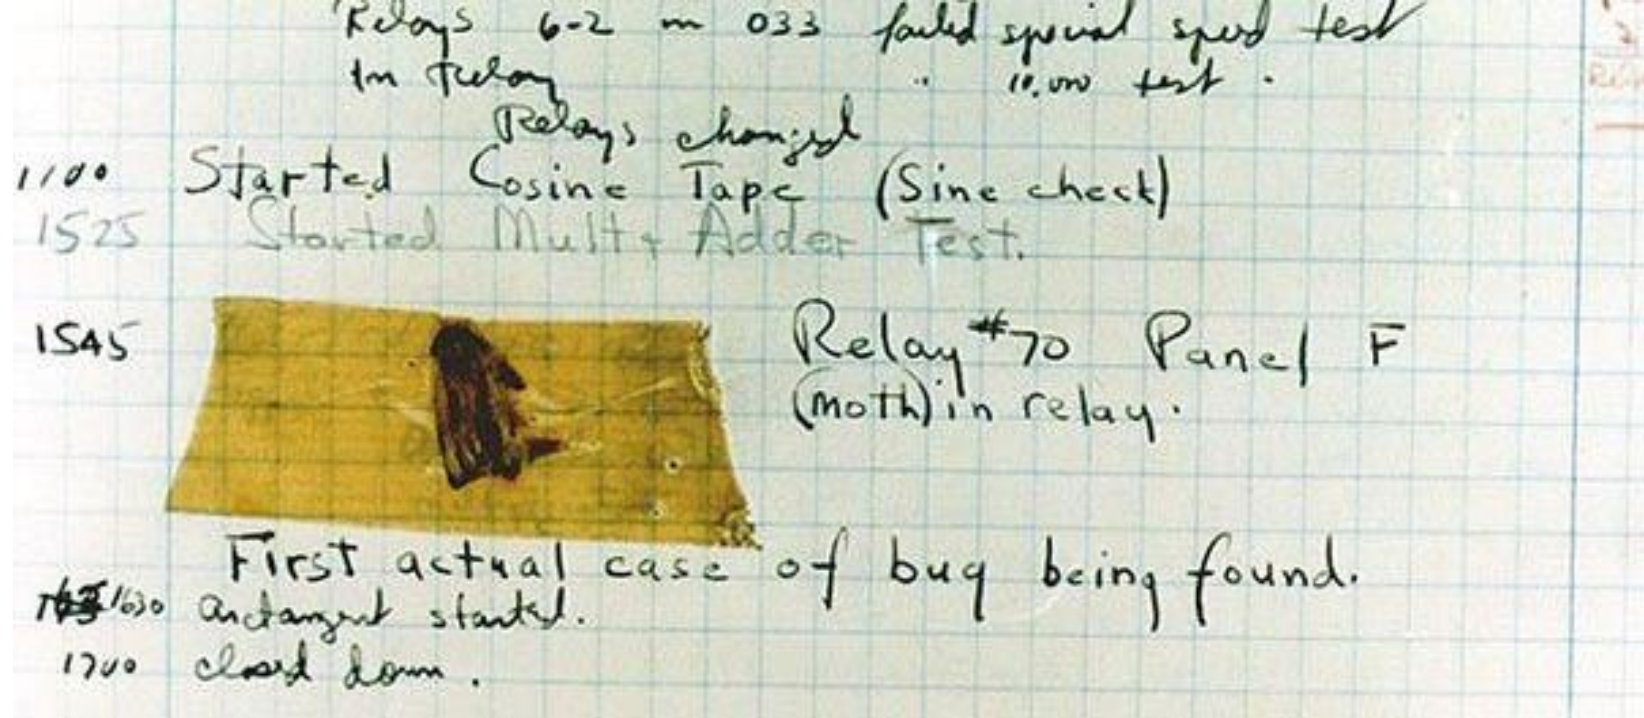 Relays 6-2 in 033 failed special speed test
In Relay " 10,000 test.
Relays changed
1100 Started Cosine Tape (Sine check)
1525 Started Mult + Adder Test.
1545 Relay #70 Panel F
(moth) in relay.
First actual case of bug being found.
1630 arctangent started.
1700 closed down.